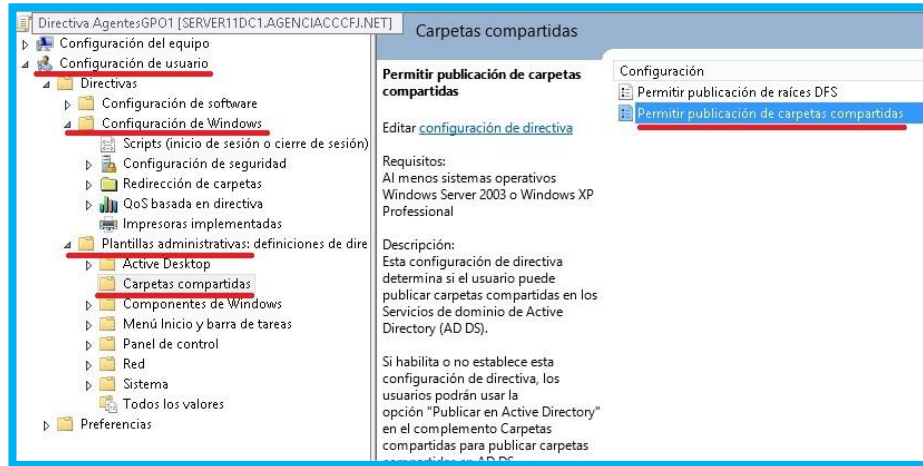 Directiva AgentesGPO1 [SERVER11DC1.AGENCIACCCFJ.NET]
Configuración del equipo
Configuración de usuario
Directivas
Configuración de software
Configuración de Windows
Scripts (inicio de sesión o cierre de sesión)
Configuración de seguridad
Redirección de carpetas
QoS basada en directiva
Impresoras implementadas
Plantillas administrativas: definiciones de dire
Active Desktop
Carpetas compartidas
Componentes de Windows
Menú Inicio y barra de tareas
Panel de control
Red
Sistema
Todos los valores
Preferencias
Carpetas compartidas
Permitir publicación de carpetas
compartidas
Editar configuración de directiva
Requisitos:
Al menos sistemas operativos
Windows Server 2003 o Windows XP
Professional
Descripción:
Esta configuración de directiva
determina si el usuario puede
publicar carpetas compartidas en los
Servicios de dominio de Active
Directory (AD DS).
Si habilita o no establece esta
configuración de directiva, los
usuarios podrán usar la
opción "Publicar en Active Directory"
en el complemento Carpetas
compartidas para publicar carpetas
compartidas en AD DS
Configuración
Permitir publicación de raíces DFS
Permitir publicación de carpetas compartidas